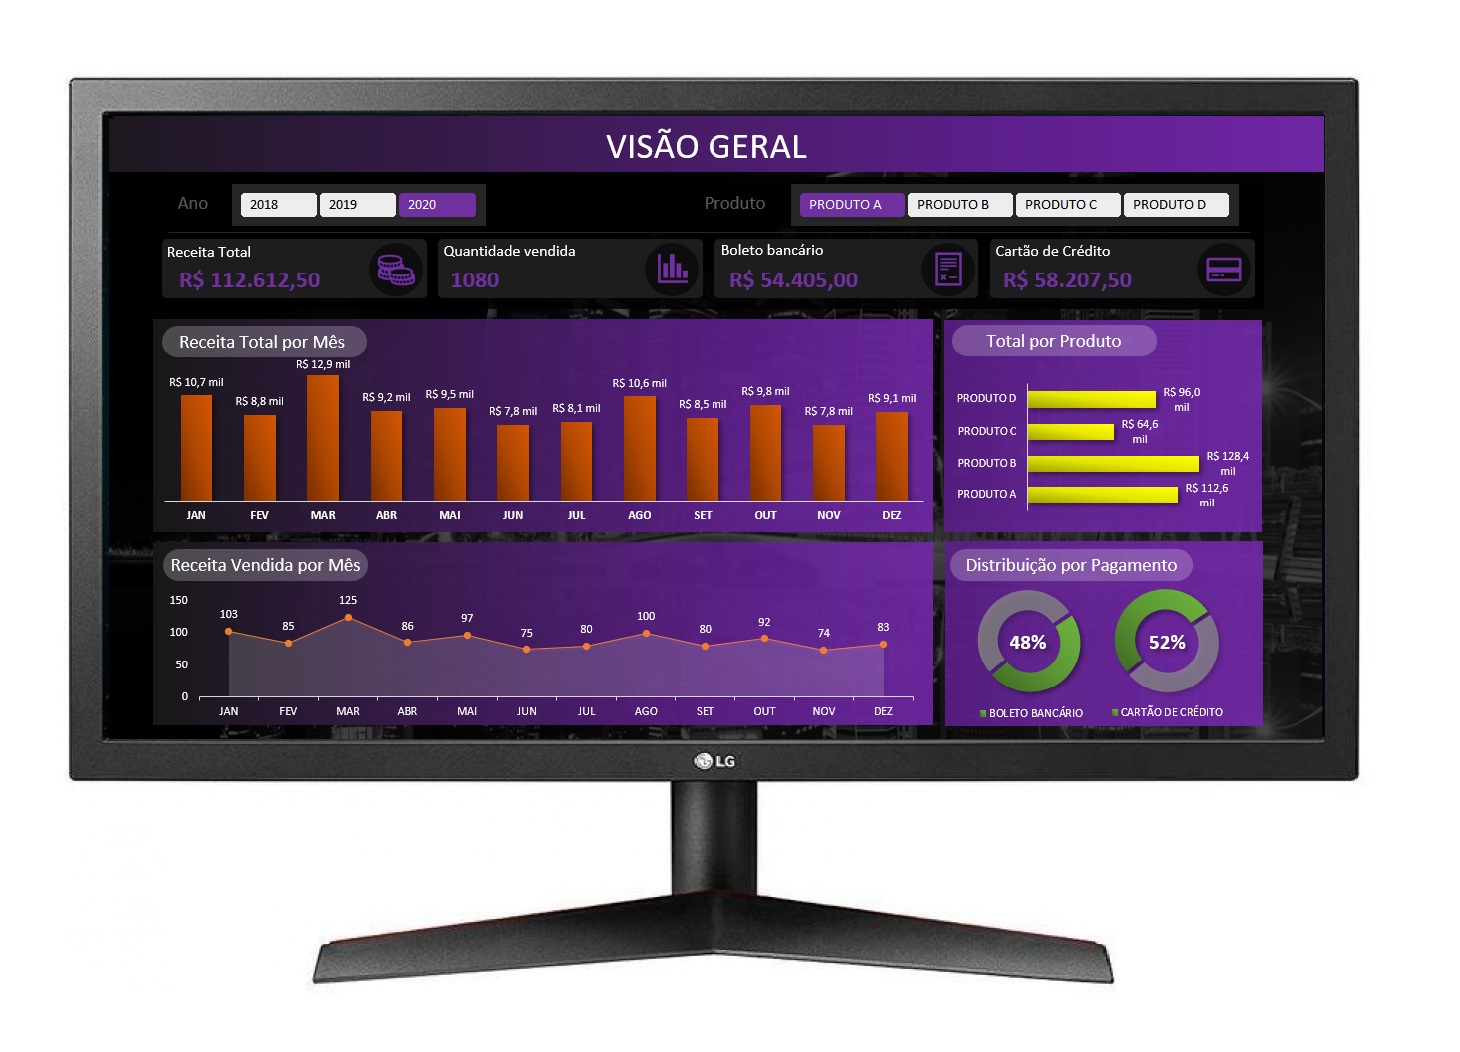 VISÃO GERAL
Ano
2018
2019
2020
Produto
PRODUTO A
PRODUTO B
PRODUTO C
PRODUTO D
Receita Total
R$ 112.612,50
Quantidade vendida
1080
Boleto bancário
R$ 54.405,00
Cartão de Crédito
R$ 58.207,50
Receita Total por Mês
R$ 10,7 mil
R$ 8,8 mil
R$ 12,9 mil
R$ 9,2 mil
R$ 9,5 mil
R$ 7,8 mil
R$ 8,1 mil
R$ 10,6 mil
R$ 8,5 mil
R$ 9,8 mil
R$ 7,8 mil
R$ 9,1 mil
JAN
FEV
MAR
ABR
MAI
JUN
JUL
AGO
SET
OUT
NOV
DEZ
Total por Produto
PRODUTO D
R$ 96,0
mil
PRODUTO C
R$ 64,6
mil
PRODUTO B
R$ 128,4
mil
PRODUTO A
R$ 112,6
mil
Receita Vendida por Mês
150
100
50
0
103
85
125
86
97
75
80
100
80
92
74
83
JAN
FEV
MAR
ABR
MAI
JUN
JUL
AGO
SET
OUT
NOV
DEZ
Distribuição por Pagamento
48%
52%
BOLETO BANCÁRIO
CARTÃO DE CRÉDITO
LG